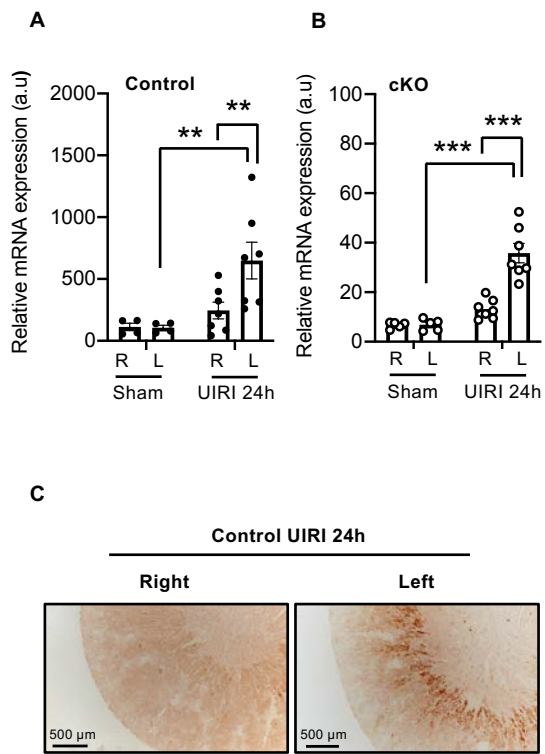 A
Control
Relative mRNA expression (a.u)
2000
1500
1000
500
0
**
**
R L R L
Sham UIRI 24h
B
cKO
Relative mRNA expression (a.u)
100
80
60
40
20
0
***
***
R L R L
Sham UIRI 24h
C
Control UIRI 24h
Right Left
500 µm 500 µm